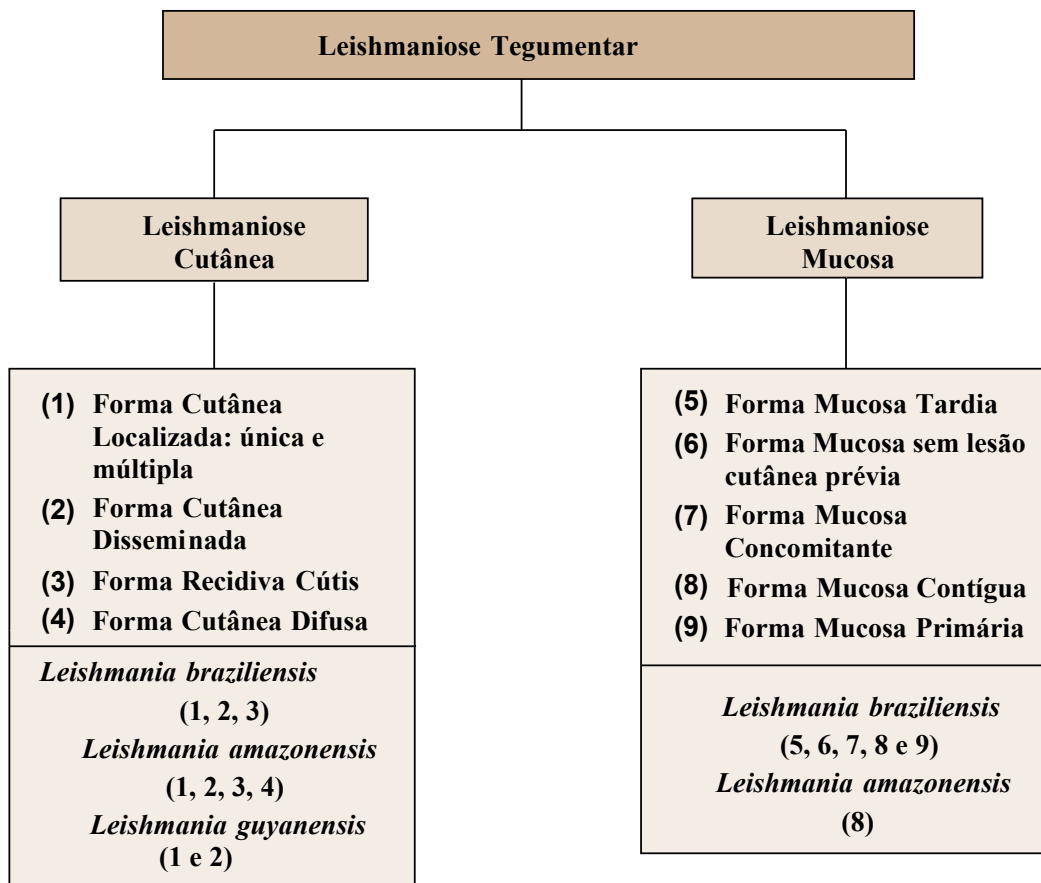 Leishmaniose Tegumentar
Leishmaniose
Cutânea
Leishmaniose
Mucosa
(1) Forma Cutânea
Localizada: única e
múltipla
(2) Forma Cutânea
Disseminada
(3) Forma Recidiva Cútis
(4) Forma Cutânea Difusa
Leishmania braziliensis
(1, 2, 3)
Leishmania amazonensis
(1, 2, 3, 4)
Leishmania guyanensis
(1 e 2)
(5) Forma Mucosa Tardia
(6) Forma Mucosa sem lesão
cutânea prévia
(7) Forma Mucosa
Concomitante
(8) Forma Mucosa Contígua
(9) Forma Mucosa Primária
Leishmania braziliensis
(5, 6, 7, 8 e 9)
Leishmania amazonensis
(8)